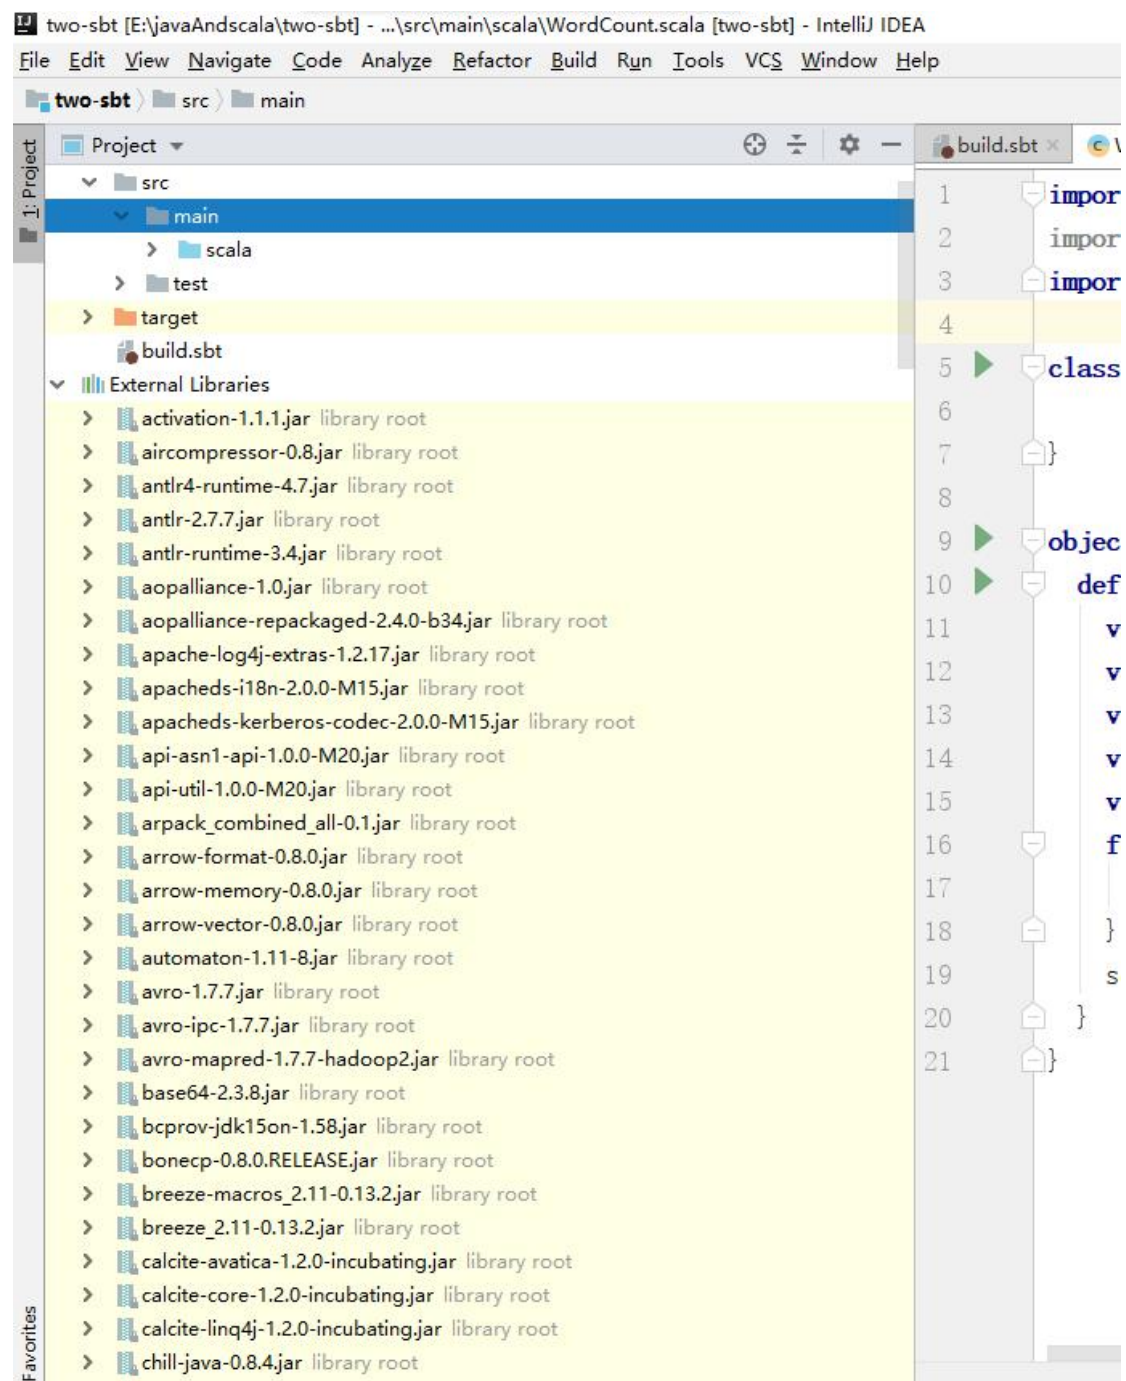 two-sbt [E:\javaAndscala\two-sbt] - ...\src\main\scala\WordCount.scala [two-sbt] - IntelliJ IDEA
File Edit View Navigate Code Analyze Refactor Build Run Tools VCS Window Help
two-sbt src main
1: Project
Project
build.sbt
src
main
scala
test
target
build.sbt
External Libraries
activation-1.1.1.jar library root
aircompressor-0.8.jar library root
antlr4-runtime-4.7.jar library root
antlr-2.7.7.jar library root
antlr-runtime-3.4.jar library root
aopalliance-1.0.jar library root
aopalliance-repackaged-2.4.0-b34.jar library root
apache-log4j-extras-1.2.17.jar library root
apacheds-i18n-2.0.0-M15.jar library root
apacheds-kerberos-codec-2.0.0-M15.jar library root
api-asn1-api-1.0.0-M20.jar library root
api-util-1.0.0-M20.jar library root
arpack_combined_all-0.1.jar library root
arrow-format-0.8.0.jar library root
arrow-memory-0.8.0.jar library root
arrow-vector-0.8.0.jar library root
automaton-1.11-8.jar library root
avro-1.7.7.jar library root
avro-ipc-1.7.7.jar library root
avro-mapred-1.7.7-hadoop2.jar library root
base64-2.3.8.jar library root
bcprov-jdk15on-1.58.jar library root
bonecp-0.8.0.RELEASE.jar library root
breeze-macros_2.11-0.13.2.jar library root
breeze_2.11-0.13.2.jar library root
calcite-avatica-1.2.0-incubating.jar library root
calcite-core-1.2.0-incubating.jar library root
calcite-linq4j-1.2.0-incubating.jar library root
chill-java-0.8.4.jar library root
Favorites
1 impor
2 impor
3 impor
4
5 class
6
7 }
8
9 objec
10 def
11 v
12 v
13 v
14 v
15 v
16 f
17
18 }
19 s
20 }
21 }